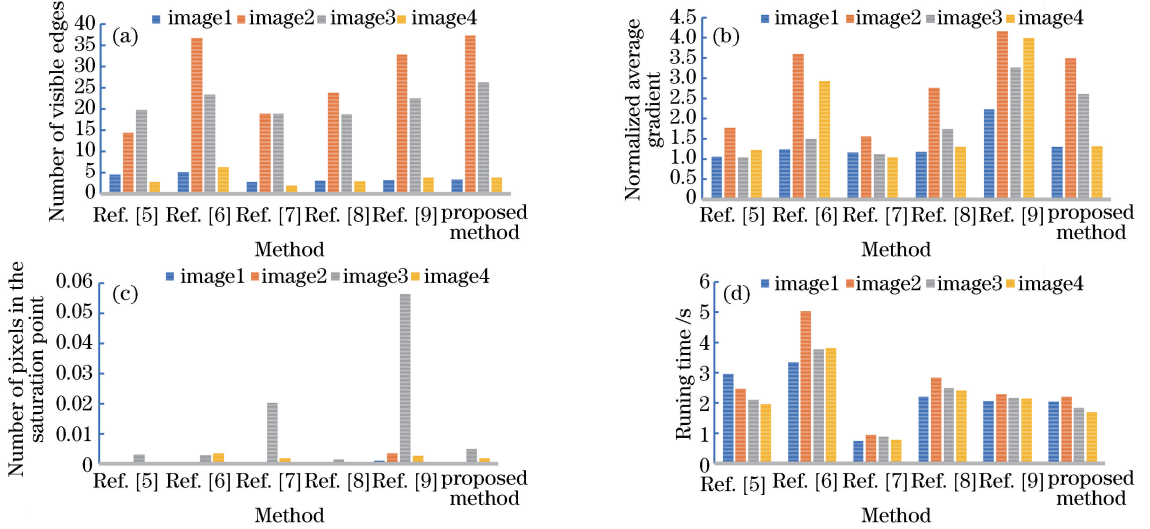 image1 image2 image3 image4
(a)
Number of visible edges
40
35
30
25
20
15
10
5
0
Ref. [5] Ref. [6] Ref. [7] Ref. [8] Ref. [9] proposed method
Method
image1 image2 image3 image4
(b)
Normalized average
gradient
4.5
4.0
3.5
3.0
2.5
2.0
1.5
1.0
0.5
0
Ref. [5] Ref. [6] Ref. [7] Ref. [8] Ref. [9] proposed method
Method
image1 image2 image3 image4
(c)
Number of pixels in the
saturation point
0.06
0.05
0.04
0.03
0.02
0.01
0
Ref. [5] Ref. [6] Ref. [7] Ref. [8] Ref. [9] proposed method
Method
image1 image2 image3 image4
(d)
Runing time /s
6
5
4
3
2
1
0
Ref. [5] Ref. [6] Ref. [7] Ref. [8] Ref. [9] proposed method
Method